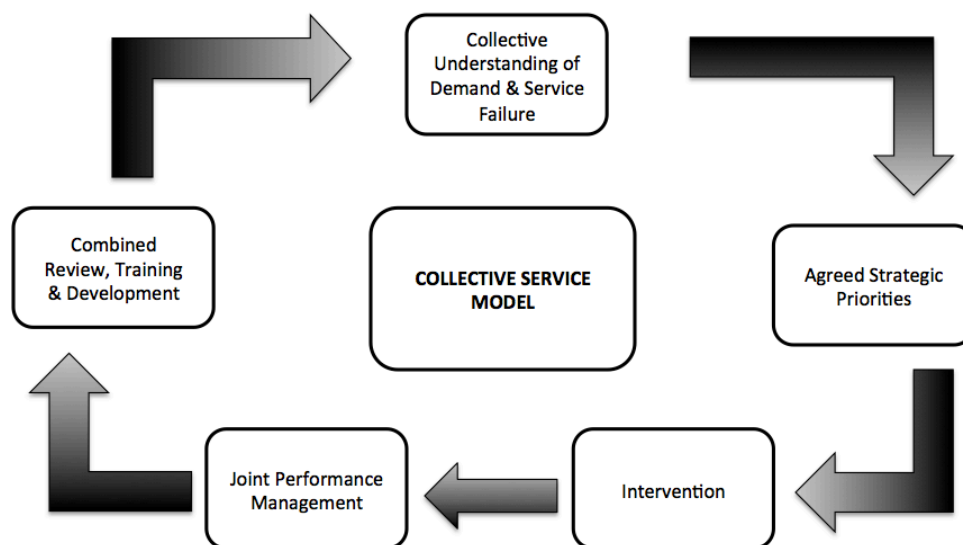 Collective
Understanding of
Demand & Service
Failure
Combined
Review, Training
& Development
COLLECTIVE SERVICE
MODEL
Agreed Strategic
Priorities
Joint Performance
Management
Intervention